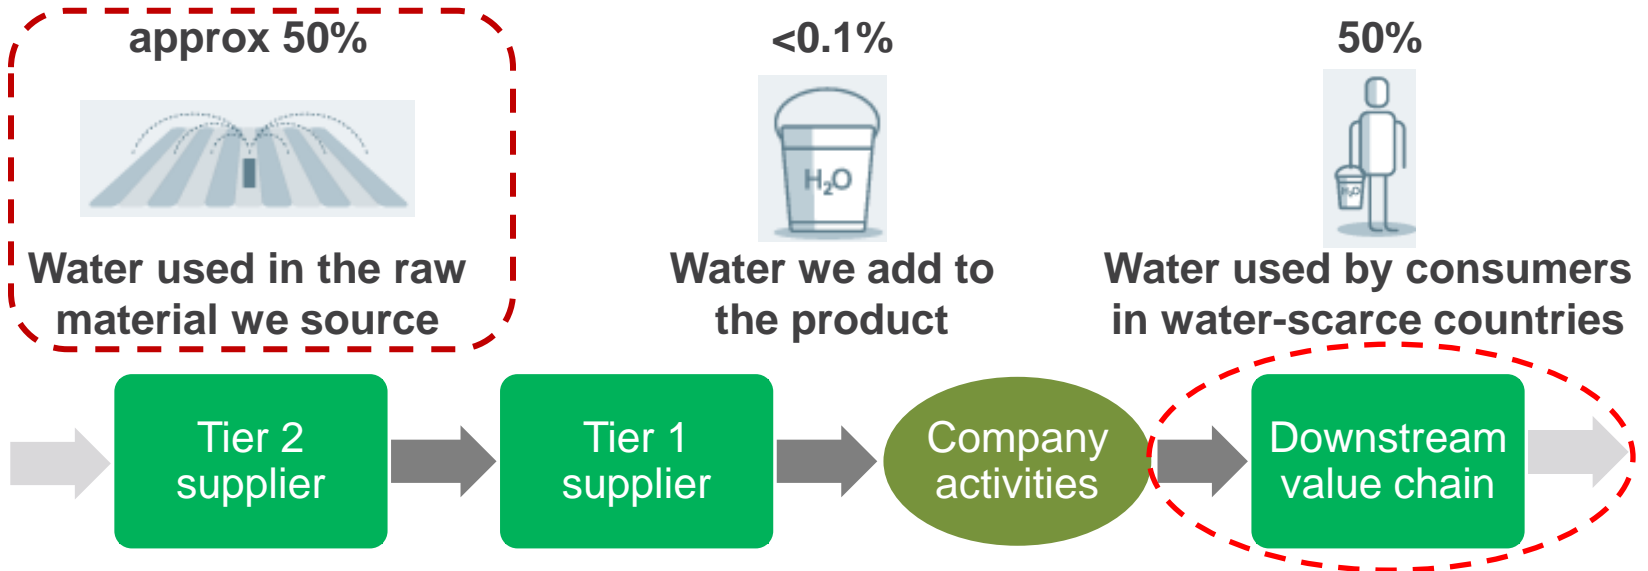 approx 50%
<0.1%
50%
H₂O
H₂O
Water used in the raw
material we source
Water we add to
the product
Water used by consumers
in water-scarce countries
Tier 2
supplier
Tier 1
supplier
Company
activities
Downstream
value chain